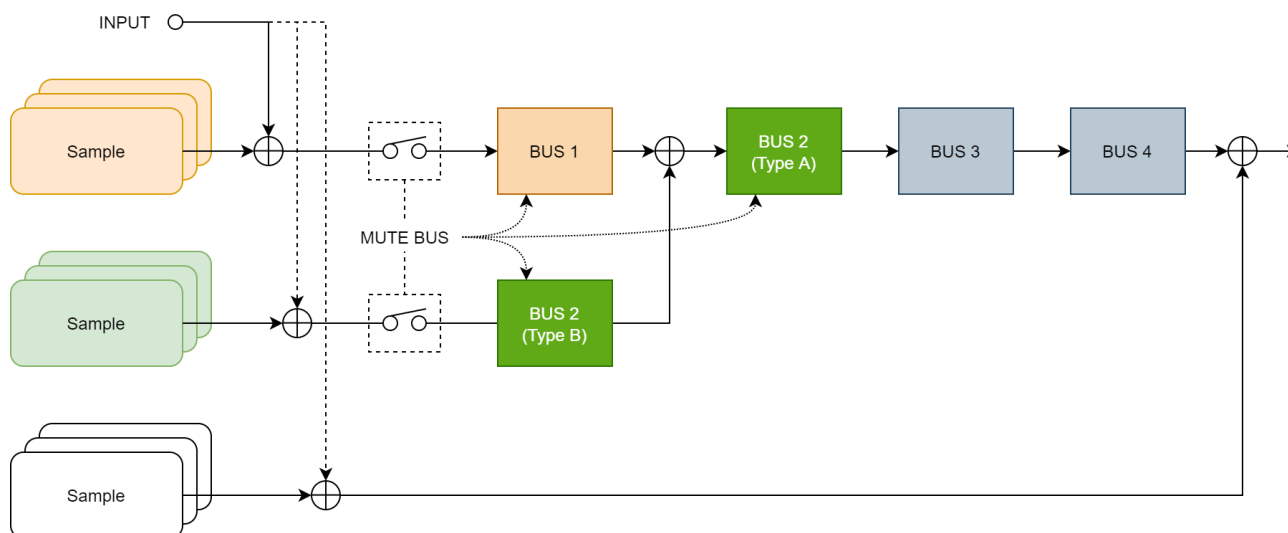 INPUT
Sample
BUS 1
BUS 2
(Type A)
BUS 3
BUS 4
MUTE BUS
Sample
BUS 2
(Type B)
Sample